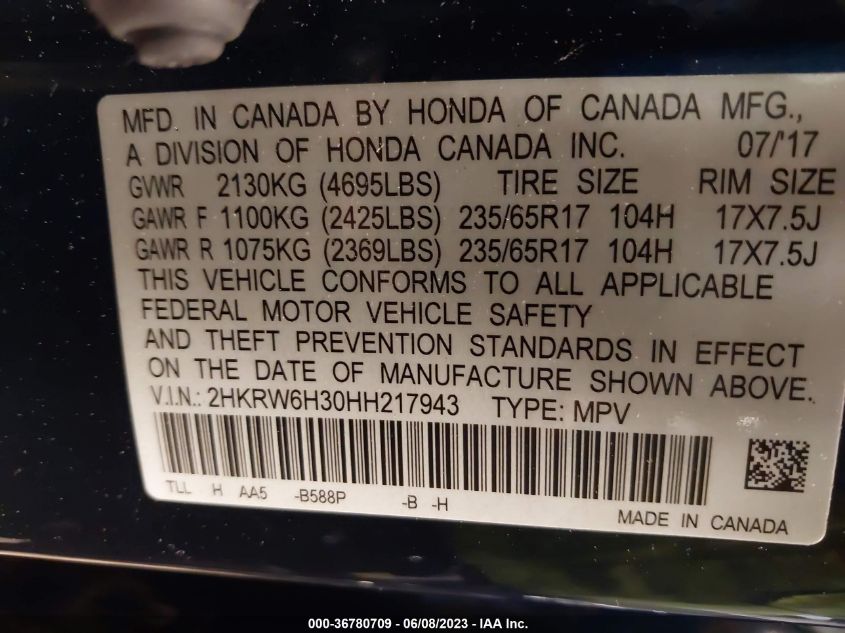 MFD. IN CANADA BY HONDA OF CANADA MFG.,
A DIVISION OF HONDA CANADA INC. 07/'17
GVWR 2130KG (4695LBS) TIRE SIZE RIM SIZE
GAWR F 1100KG (2425LBS) 235/65R17 104H 17X7.5J
GAWR R 1075KG (2369LBS) 235/65R17 104H 17X7.5J
THIS VEHICLE CONFORMS TO ALL APPLICABLE
FEDERAL MOTOR VEHICLE SAFETY
AND THEFT PREVENTION STANDARDS IN EFFECT
ON THE DATE OF MANUFACTURE SHOWN ABOVE.
V.I.N.: 2HKRW6H30HH217943 TYPE: MPV
TLL H AA5 -B588P -B -H
MADE IN CANADA
000-36780709 - 06/08/2023 - IAA Inc.